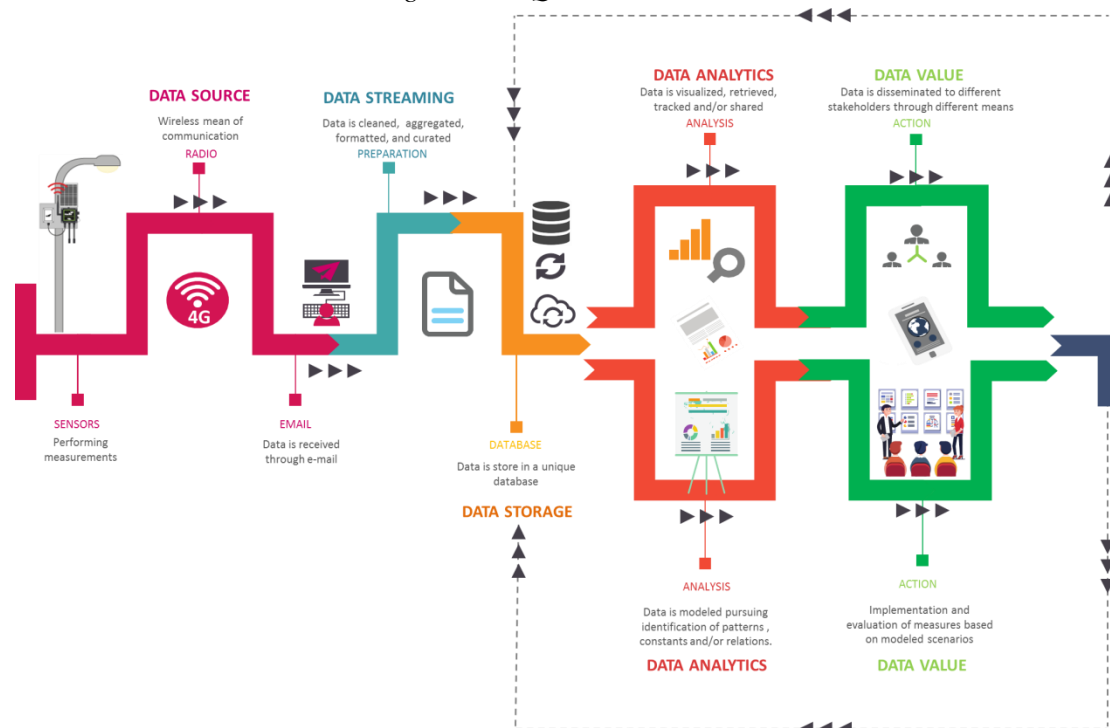 DATA SOURCE
Wireless mean of
communication
RADIO
DATA STREAMING
Data is cleaned, aggregated,
formatted, and curated
PREPARATION
DATA ANALYTICS
Data is visualized, retrieved,
tracked and/or shared
ANALYSIS
DATA VALUE
Data is disseminated to different
stakeholders through different means
ACTION
4G
SENSORS
Performing
measurements
EMAIL
Data is received
through e-mail
DATABASE
Data is store in a unique
database
DATA STORAGE
ANALYSIS
Data is modeled pursuing
identification of patterns ,
constants and/or relations.
DATA ANALYTICS
ACTION
Implementation and
evaluation of measures based
on modeled scenarios
DATA VALUE